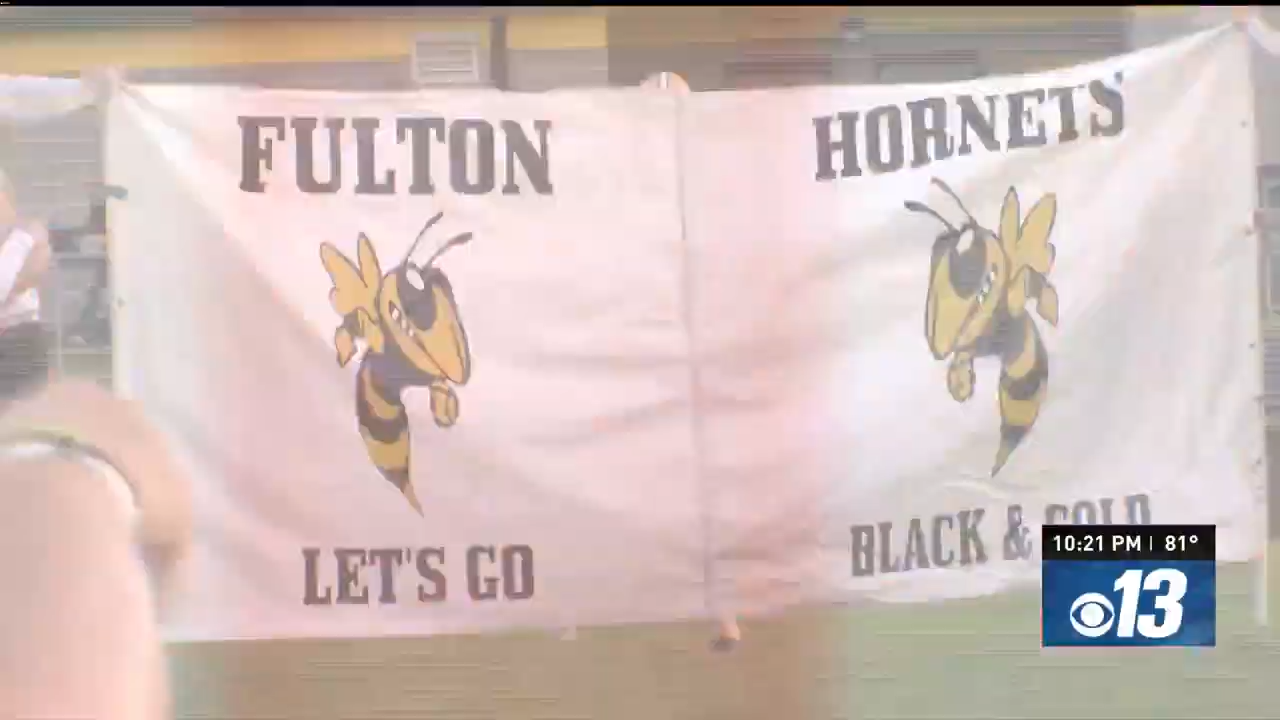 FULTON
HORNETS
LET'S GO
BLACK & GOLD
10:21 PM | 81°
13